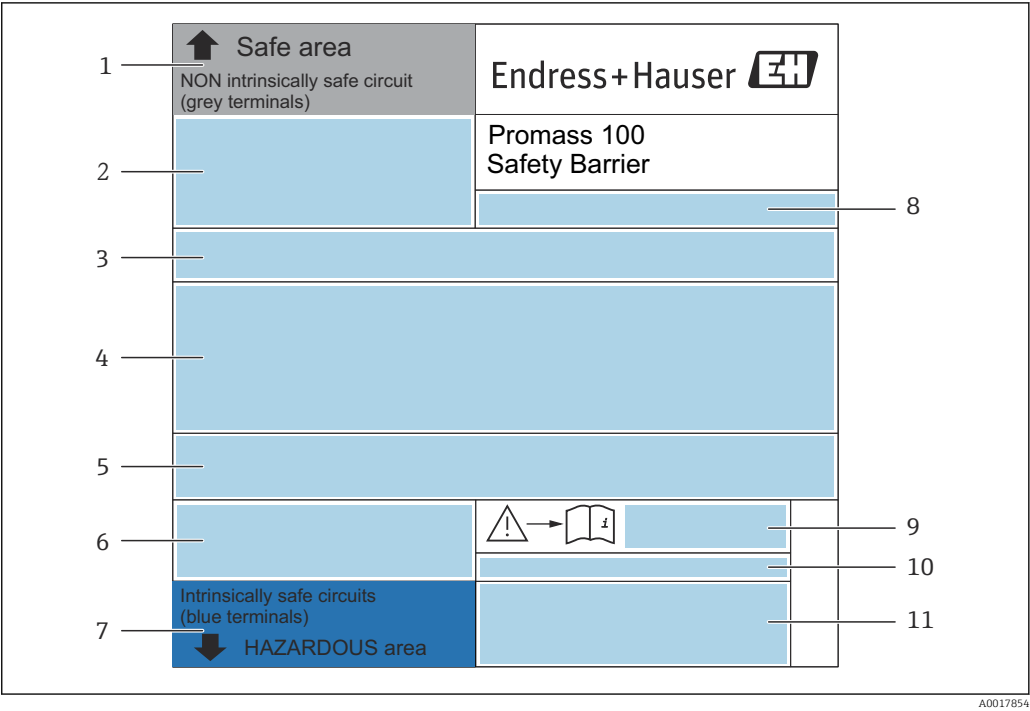 1
Safe area
NON intrinsically safe circuit
(grey terminals)
Endress+Hauser EH
Promass 100
Safety Barrier
2
8
3
4
5
6
i
9
10
Intrinsically safe circuits
(blue terminals)
7
HAZARDOUS area
11
A0017854